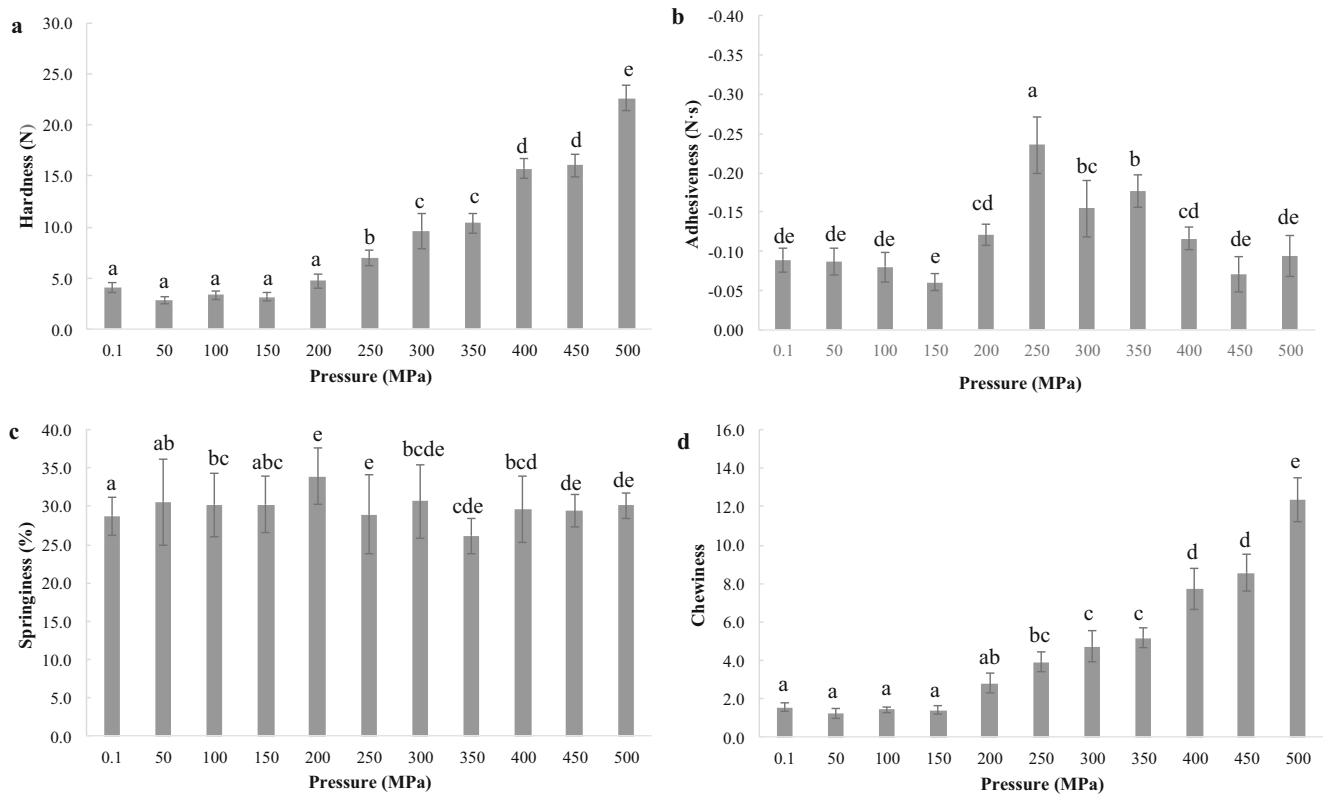 a
30.0
25.0
20.0
15.0
10.0
5.0
0.0
Hardness (N)
a a a a a b c c d d e
0.1 50 100 150 200 250 300 350 400 450 500
Pressure (MPa)
b
-0.40
-0.35
-0.30
-0.25
-0.20
-0.15
-0.10
-0.05
0.00
Adhesiveness (N·s)
de de de e cd a bc b cd de de
0.1 50 100 150 200 250 300 350 400 450 500
Pressure (MPa)
c
40.0
35.0
30.0
25.0
20.0
15.0
10.0
5.0
0.0
Springiness (%)
a ab bc abc e e bcde cde bcd de de
0.1 50 100 150 200 250 300 350 400 450 500
Pressure (MPa)
d
16.0
14.0
12.0
10.0
8.0
6.0
4.0
2.0
0.0
Chewiness
a a a a ab bc c c d d e
0.1 50 100 150 200 250 300 350 400 450 500
Pressure (MPa)